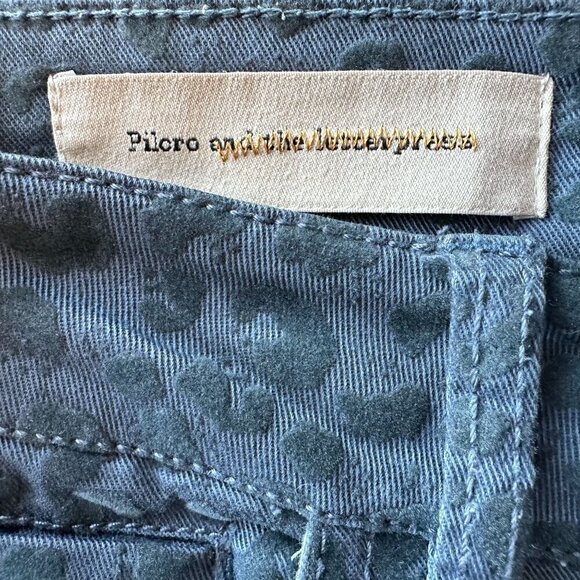 Pilcro and the letterpress